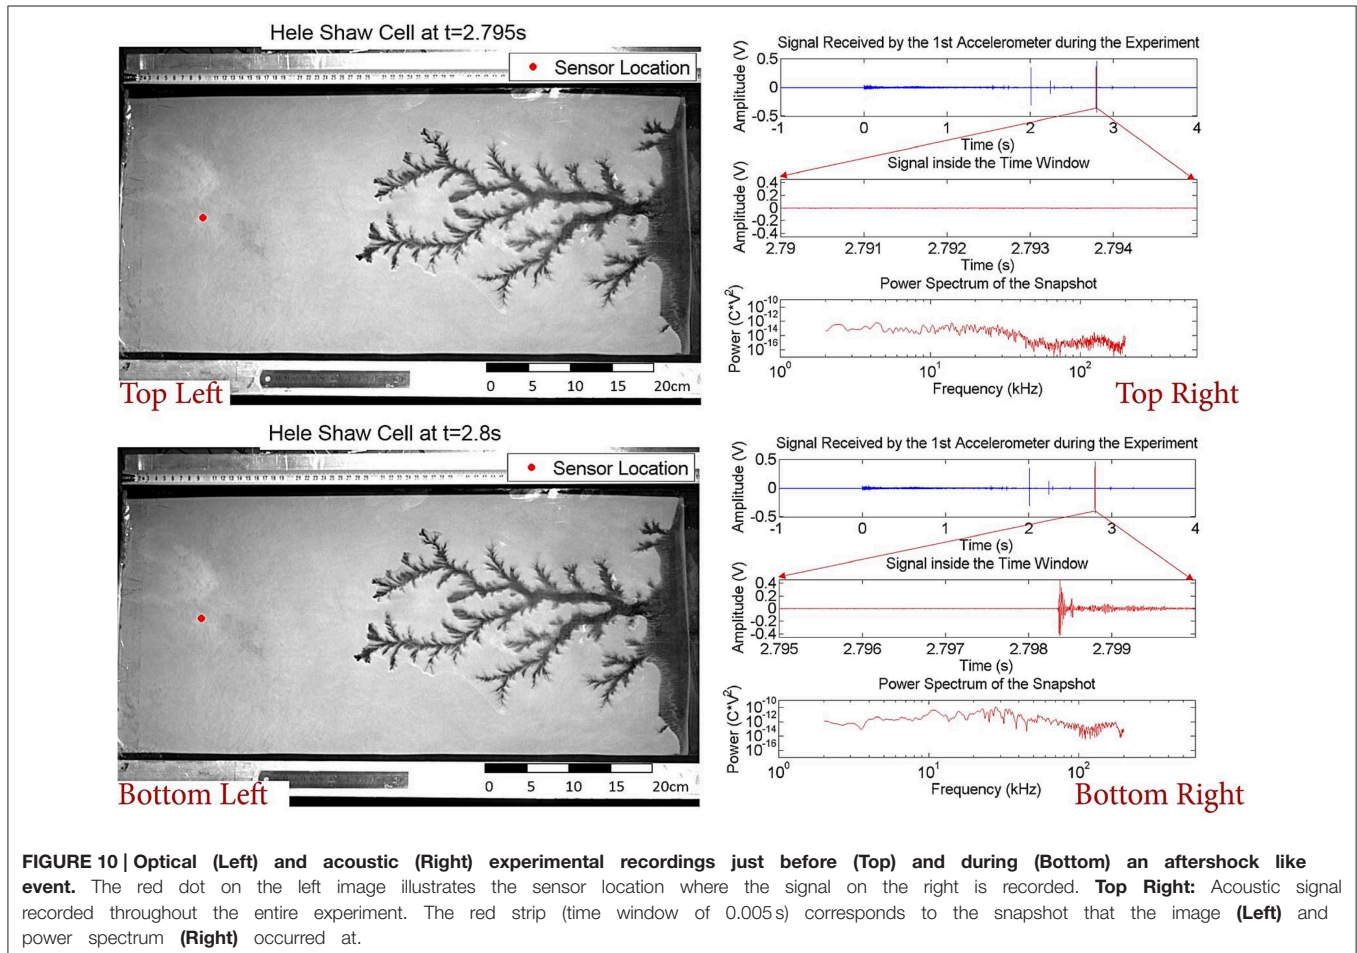 Hele Shaw Cell at t=2.795s
Sensor Location
0 5 10 15 20cm
Top Left
Signal Received by the 1st Accelerometer during the Experiment
Amplitude (V)
0.5
0
-0.5
-1 0 1 2 3 4
Time (s)
Signal inside the Time Window
Amplitude (V)
0.4
0.2
0
-0.2
-0.4
2.79 2.791 2.792 2.793 2.794
Time (s)
Power Spectrum of the Snapshot
Power (C*V²)
10⁻¹⁰
10⁻¹²
10⁻¹⁴
10⁻¹⁶
10⁰ 10¹ 10²
Frequency (kHz)
Top Right
Hele Shaw Cell at t=2.8s
Sensor Location
0 5 10 15 20cm
Bottom Left
Signal Received by the 1st Accelerometer during the Experiment
Amplitude (V)
0.5
0
-0.5
-1 0 1 2 3 4
Time (s)
Signal inside the Time Window
Amplitude (V)
0.4
0.2
0
-0.2
-0.4
2.795 2.796 2.797 2.798 2.799
Time (s)
Power Spectrum of the Snapshot
Power (C*V²)
10⁻¹⁰
10⁻¹²
10⁻¹⁴
10⁻¹⁶
10⁰ 10¹ 10²
Frequency (kHz)
Bottom Right
FIGURE 10 | Optical (Left) and acoustic (Right) experimental recordings just before (Top) and during (Bottom) an aftershock like
event. The red dot on the left image illustrates the sensor location where the signal on the right is recorded. Top Right: Acoustic signal
recorded throughout the entire experiment. The red strip (time window of 0.005 s) corresponds to the snapshot that the image (Left) and
power spectrum (Right) occurred at.